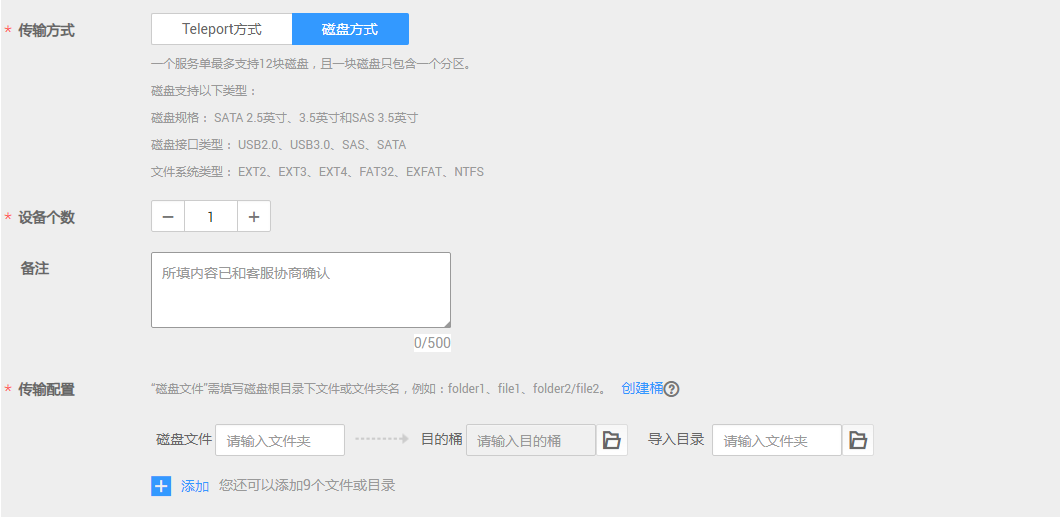 * 传输方式 Teleport方式 磁盘方式
一个服务单最多支持12块磁盘，且一块磁盘只包含一个分区。
磁盘支持以下类型：
磁盘规格： SATA 2.5英寸、3.5英寸和SAS 3.5英寸
磁盘接口类型： USB2.0、USB3.0、SAS、SATA
文件系统类型： EXT2、EXT3、EXT4、FAT32、EXFAT、NTFS
* 设备个数 − 1 +
备注 所填内容已和客服协商确认
0/500
* 传输配置 “磁盘文件”需填写磁盘根目录下文件或文件夹名，例如：folder1、file1、folder2/file2。 创建桶?
磁盘文件 请输入文件夹 目的桶 请输入目的桶 导入目录 请输入文件夹
+ 添加 您还可以添加9个文件或目录